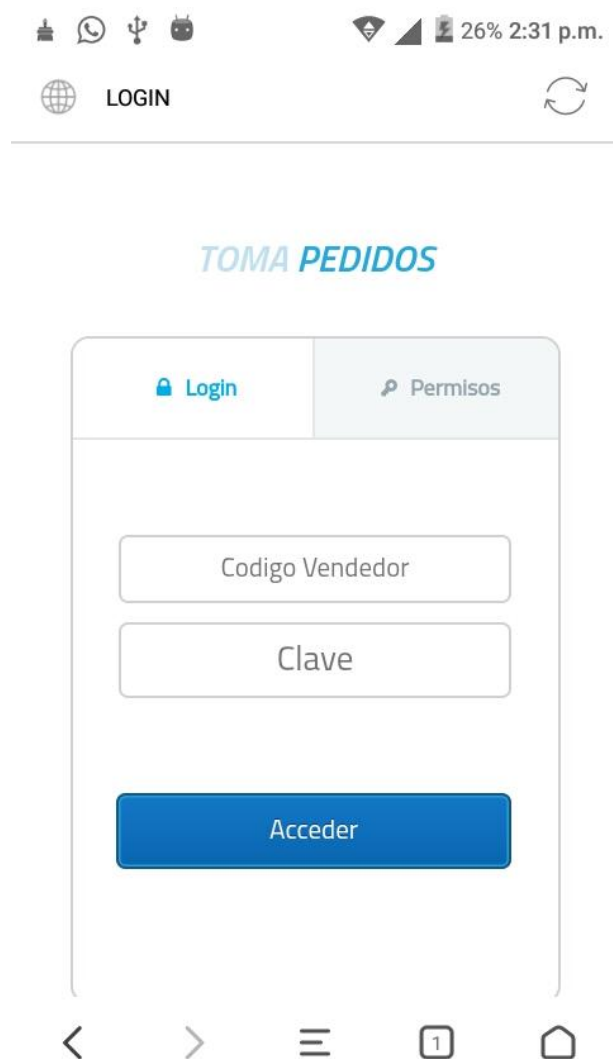 26% 2:31 p.m.
LOGIN
TOMA PEDIDOS
Login Permisos
Codigo Vendedor
Clave
Acceder
1